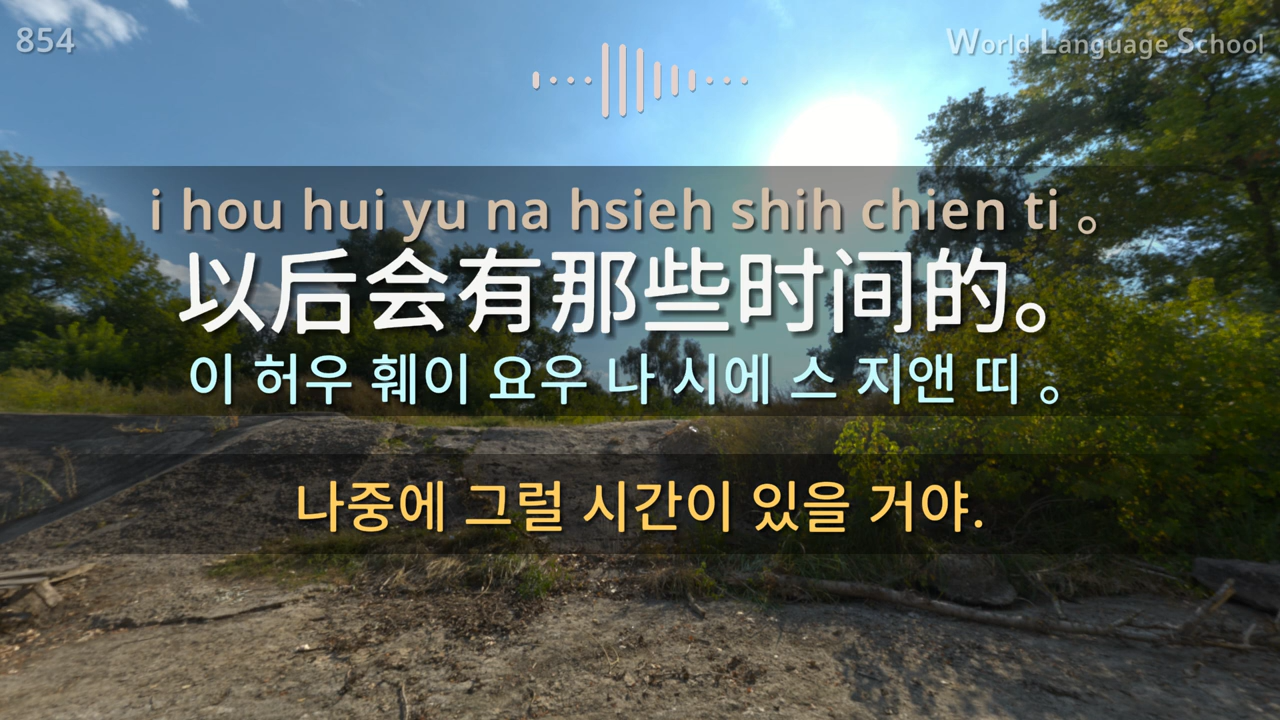 854
World Language School
i hou hui yu na hsieh shih chien ti 。
以后会有那些时间的。
이 허우 훼이 요우 나 시에 스 지앤 띠 。
나중에 그럴 시간이 있을 거야.